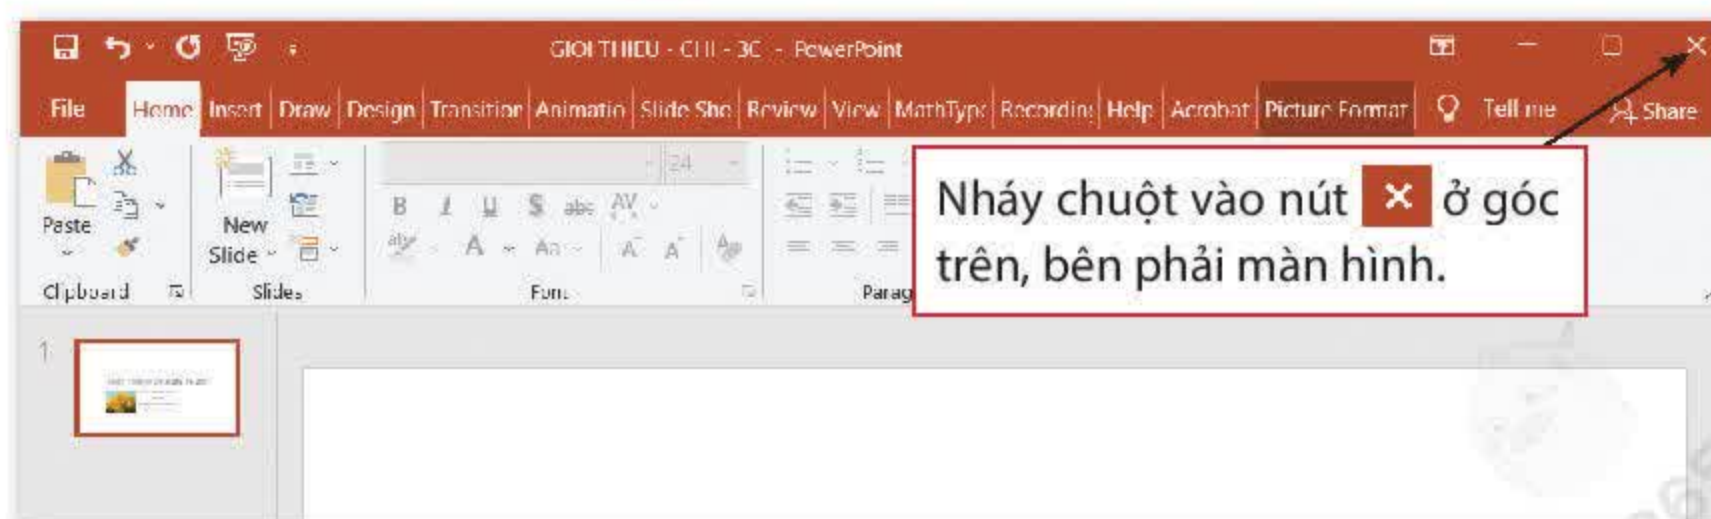 GIOI THIEU - CHI - 3C - PowerPoint
File Home Insert Draw Design Transition Animatio Slide Sho Review View MathType Recording Help Acrobat Picture Format Tell me Share
24
Paste
New
Slide
B I U S abc AV
A Aa A A
Clipboard Slides Font Parag
Nháy chuột vào nút × ở góc
trên, bên phải màn hình.
1